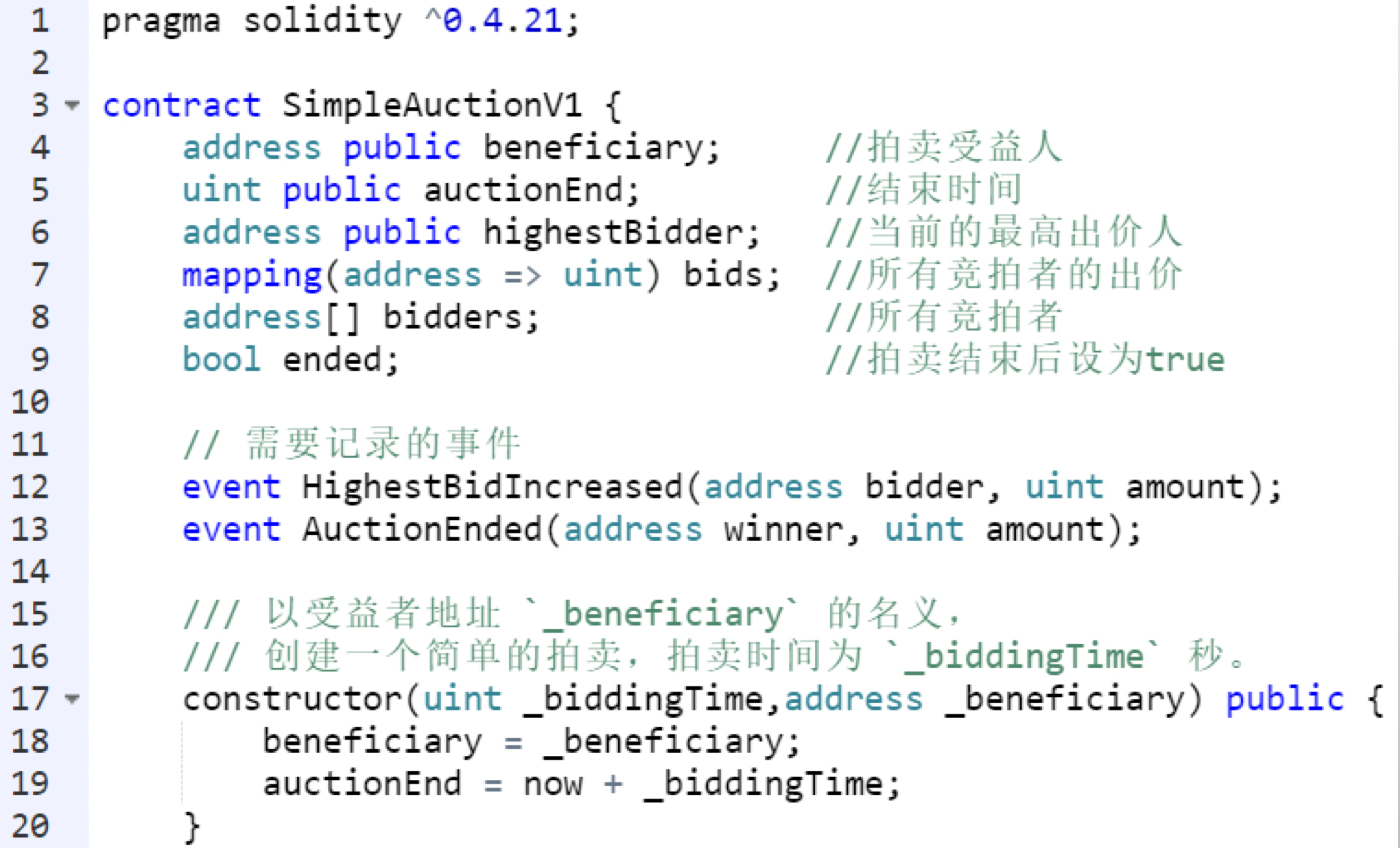 1 pragma solidity ^0.4.21;
2
3 contract SimpleAuctionV1 {
4 address public beneficiary; //拍卖受益人
5 uint public auctionEnd; //结束时间
6 address public highestBidder; //当前的最高出价人
7 mapping(address => uint) bids; //所有竞拍者的出价
8 address[] bidders; //所有竞拍者
9 bool ended; //拍卖结束后设为true
10
11 // 需要记录的事件
12 event HighestBidIncreased(address bidder, uint amount);
13 event AuctionEnded(address winner, uint amount);
14
15 /// 以受益者地址 `_beneficiary` 的名义，
16 /// 创建一个简单的拍卖，拍卖时间为 `_biddingTime` 秒。
17 constructor(uint _biddingTime,address _beneficiary) public {
18 beneficiary = _beneficiary;
19 auctionEnd = now + _biddingTime;
20 }